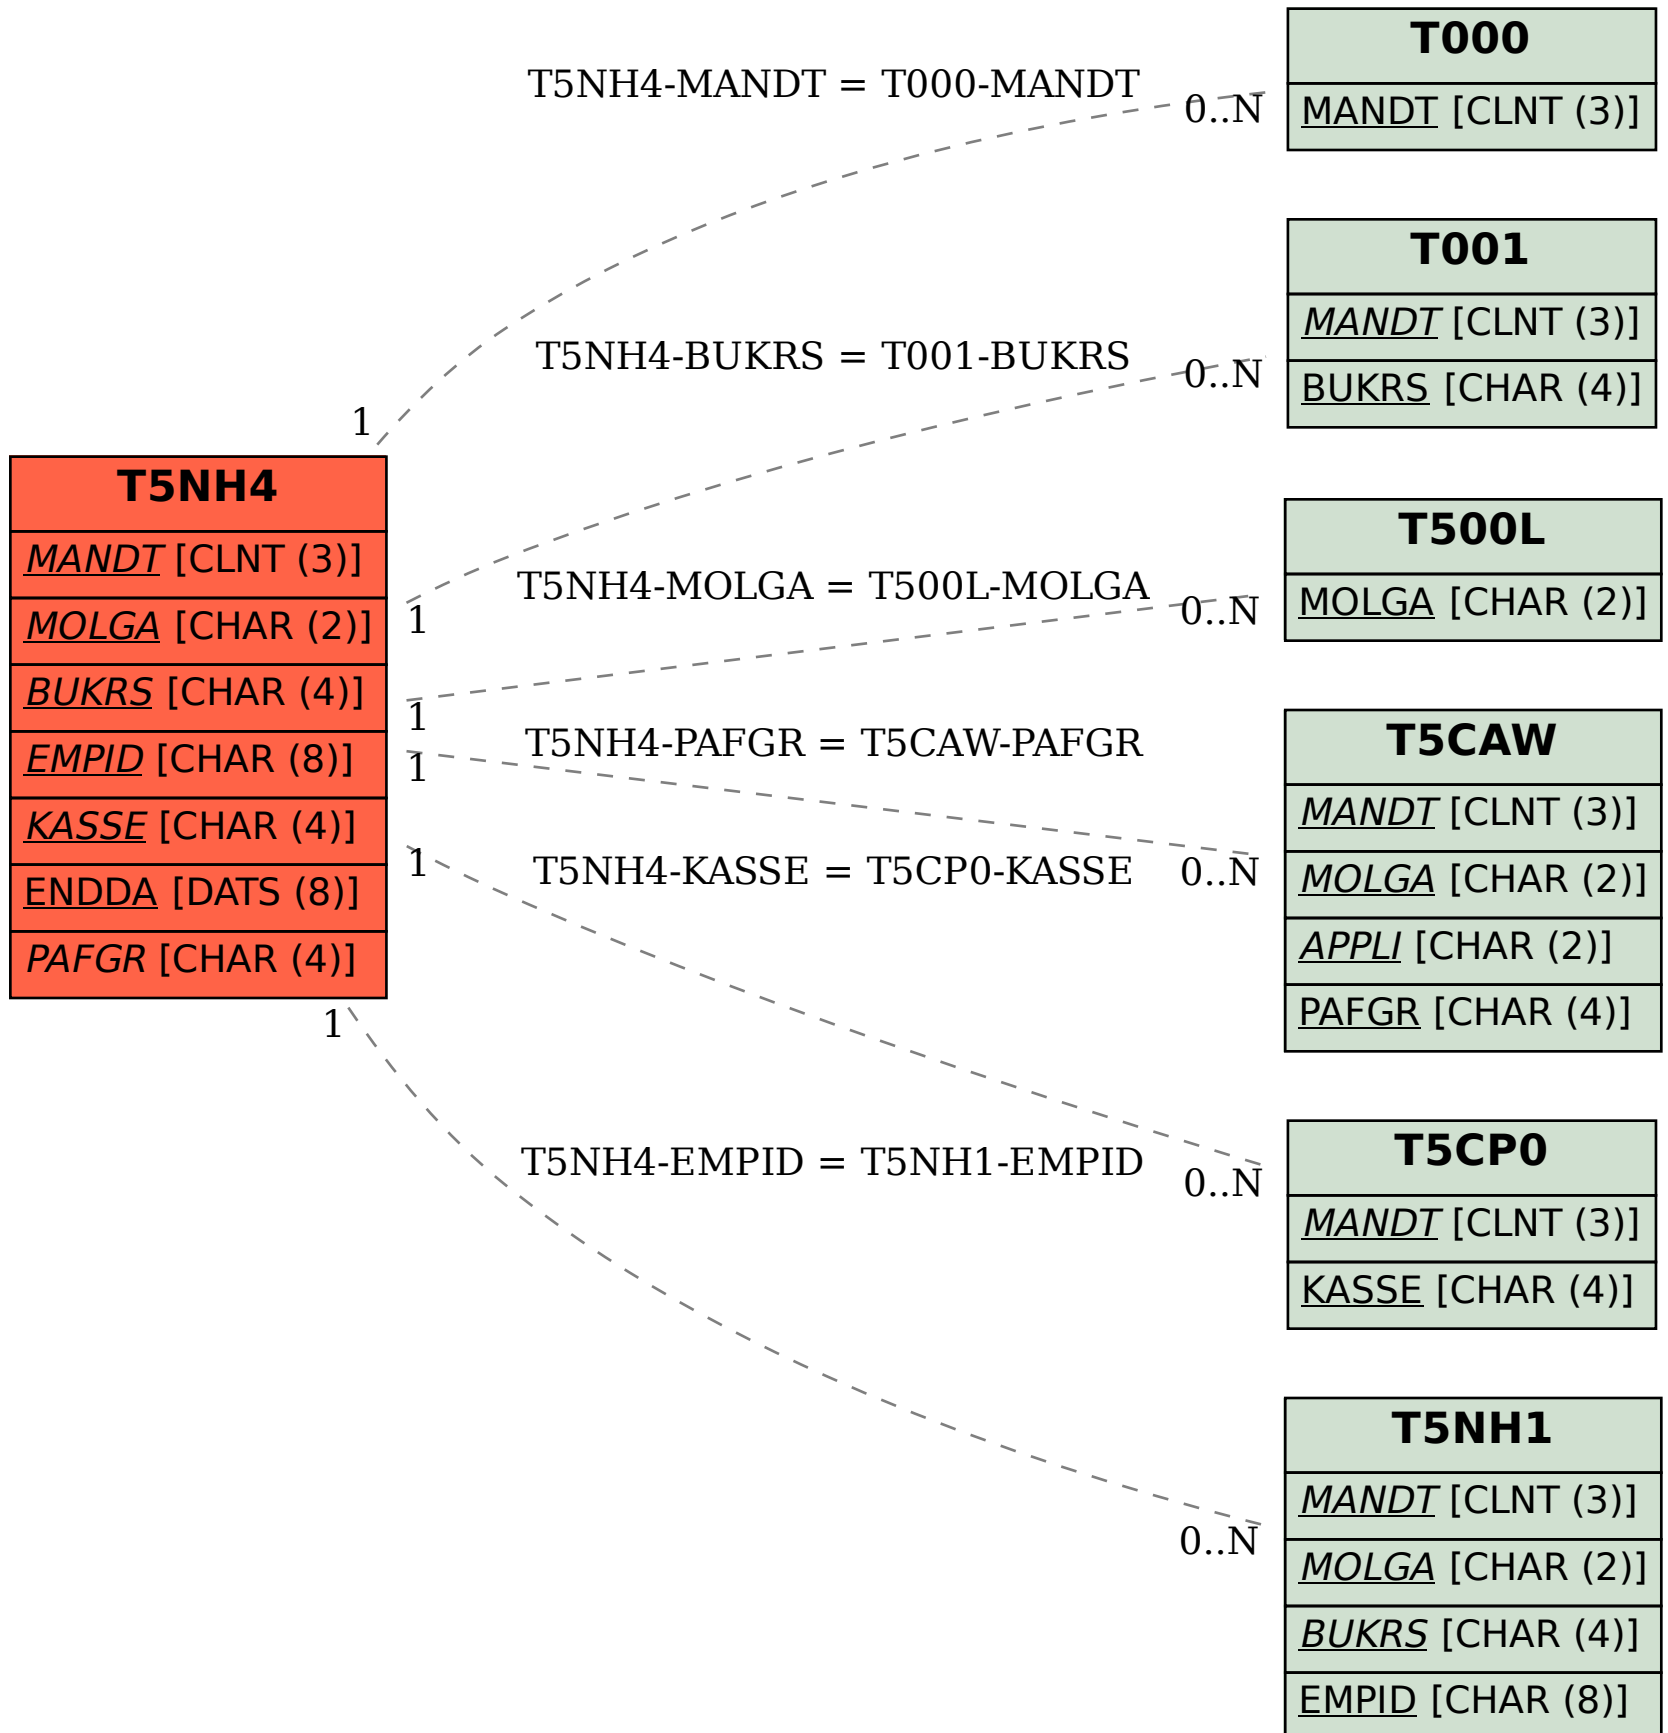 T5NH4
MANDT [CLNT (3)]
MOLGA [CHAR (2)]
BUKRS [CHAR (4)]
EMPID [CHAR (8)]
KASSE [CHAR (4)]
ENDDA [DATS (8)]
PAFGR [CHAR (4)]
T5NH4-MANDT = T000-MANDT
1
0..N
T5NH4-BUKRS = T001-BUKRS
1
0..N
T5NH4-MOLGA = T500L-MOLGA
1
0..N
T5NH4-PAFGR = T5CAW-PAFGR
1
0..N
T5NH4-KASSE = T5CP0-KASSE
1
0..N
T5NH4-EMPID = T5NH1-EMPID
1
0..N
T000
MANDT [CLNT (3)]
T001
MANDT [CLNT (3)]
BUKRS [CHAR (4)]
T500L
MOLGA [CHAR (2)]
T5CAW
MANDT [CLNT (3)]
MOLGA [CHAR (2)]
APPLI [CHAR (2)]
PAFGR [CHAR (4)]
T5CP0
MANDT [CLNT (3)]
KASSE [CHAR (4)]
T5NH1
MANDT [CLNT (3)]
MOLGA [CHAR (2)]
BUKRS [CHAR (4)]
EMPID [CHAR (8)]